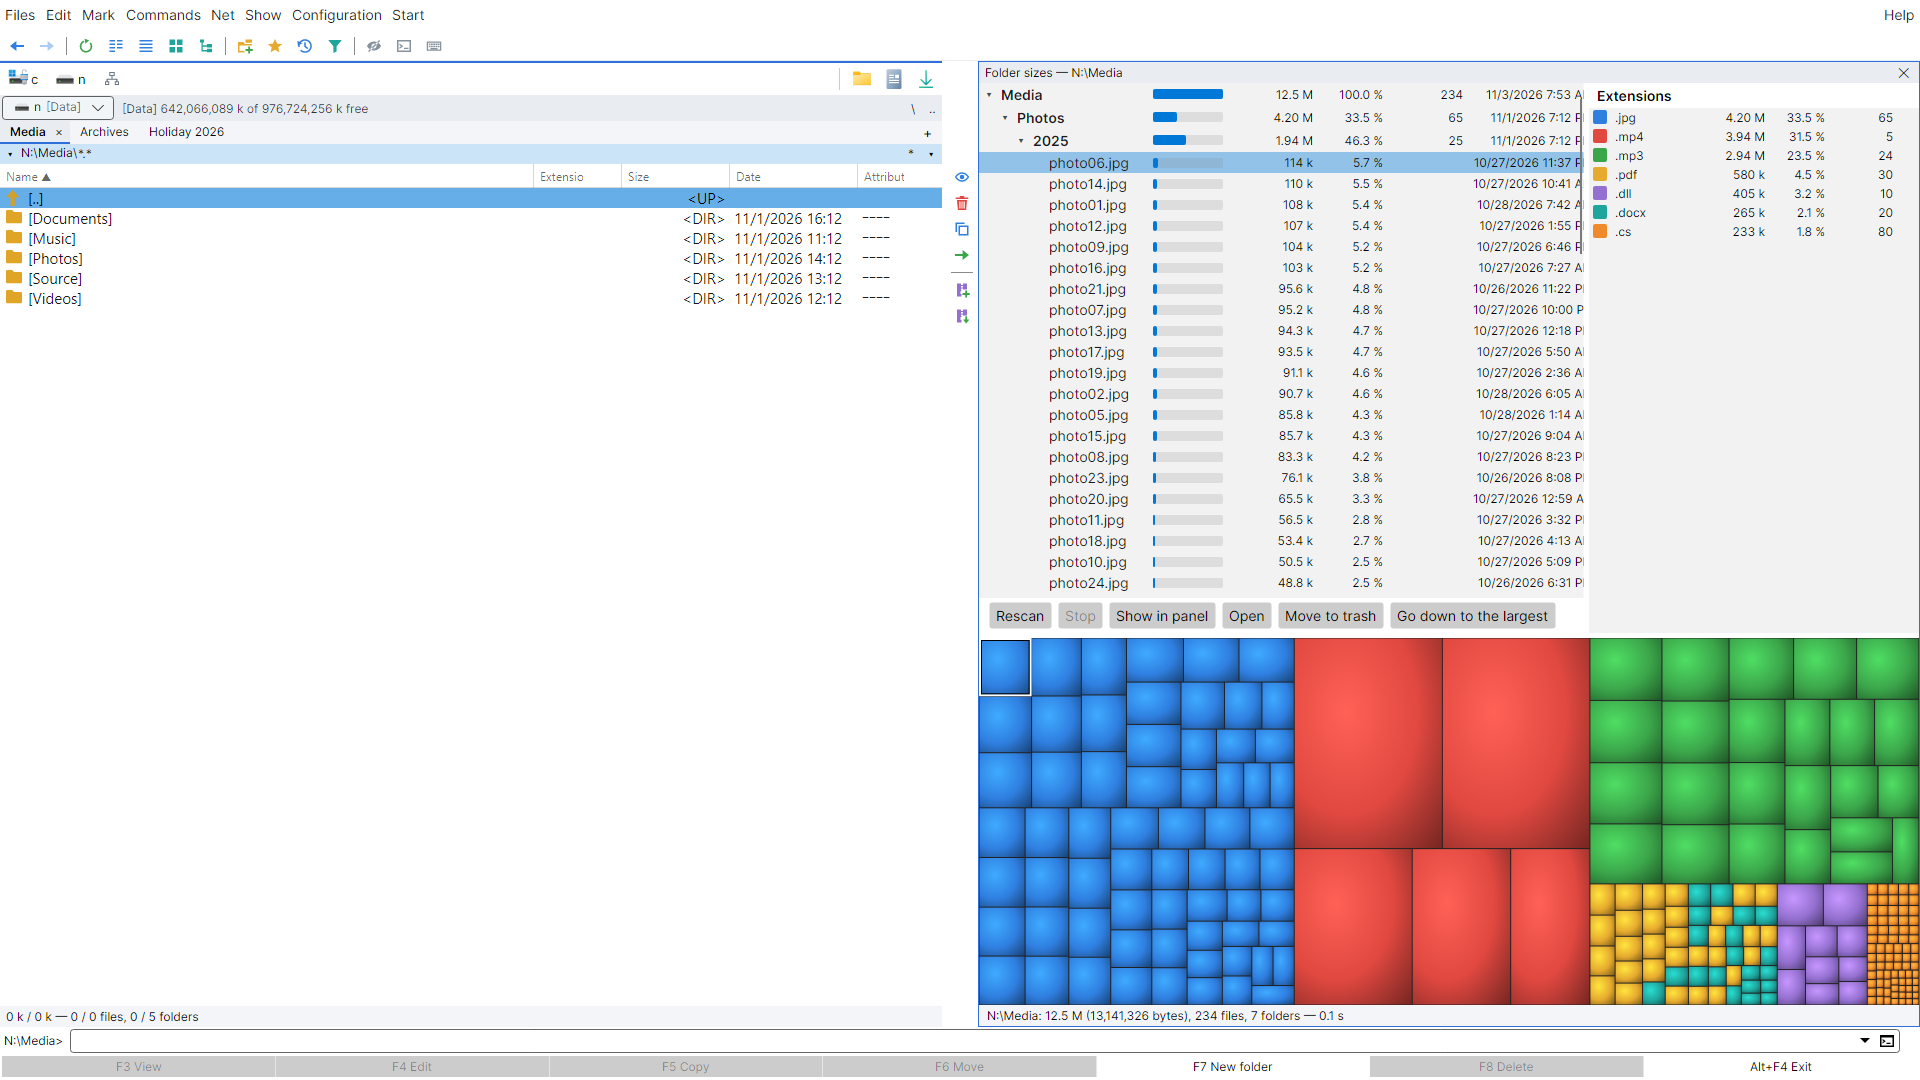 Files Edit Mark Commands Net Show Configuration Start Help
c n
n [Data] [Data] 642,066,089 k of 976,724,256 k free \ ..
Media × Archives Holiday 2026 +
N:\Media\*.* *
Name Extensio Size Date Attribut
[..] <UP>
[Documents] <DIR> 11/1/2026 16:12 ----
[Music] <DIR> 11/1/2026 11:12 ----
[Photos] <DIR> 11/1/2026 14:12 ----
[Source] <DIR> 11/1/2026 13:12 ----
[Videos] <DIR> 11/1/2026 12:12 ----
0 k / 0 k — 0 / 0 files, 0 / 5 folders
Folder sizes — N:\Media
Media 12.5 M 100.0 % 234 11/3/2026 7:53
Photos 4.20 M 33.5 % 65 11/1/2026 7:12
2025 1.94 M 46.3 % 25 11/1/2026 7:12
photo06.jpg 114 k 5.7 % 10/27/2026 11:37
photo14.jpg 110 k 5.5 % 10/27/2026 10:41
photo01.jpg 108 k 5.4 % 10/28/2026 7:42
photo12.jpg 107 k 5.4 % 10/27/2026 1:55
photo09.jpg 104 k 5.2 % 10/27/2026 6:46
photo16.jpg 103 k 5.2 % 10/27/2026 7:27
photo21.jpg 95.6 k 4.8 % 10/26/2026 11:22
photo07.jpg 95.2 k 4.8 % 10/27/2026 10:00
photo13.jpg 94.3 k 4.7 % 10/27/2026 12:18
photo17.jpg 93.5 k 4.7 % 10/27/2026 5:50
photo19.jpg 91.1 k 4.6 % 10/27/2026 2:36
photo02.jpg 90.7 k 4.6 % 10/28/2026 6:05
photo05.jpg 85.8 k 4.3 % 10/28/2026 1:14
photo15.jpg 85.7 k 4.3 % 10/27/2026 9:04
photo08.jpg 83.3 k 4.2 % 10/27/2026 8:23
photo23.jpg 76.1 k 3.8 % 10/26/2026 8:08
photo20.jpg 65.5 k 3.3 % 10/27/2026 12:59
photo11.jpg 56.5 k 2.8 % 10/27/2026 3:32
photo18.jpg 53.4 k 2.7 % 10/27/2026 4:13
photo10.jpg 50.5 k 2.5 % 10/27/2026 5:09
photo24.jpg 48.8 k 2.5 % 10/26/2026 6:31
Extensions
.jpg 4.20 M 33.5 % 65
.mp4 3.94 M 31.5 % 5
.mp3 2.94 M 23.5 % 24
.pdf 580 k 4.5 % 30
.dll 405 k 3.2 % 10
.docx 265 k 2.1 % 20
.cs 233 k 1.8 % 80
Rescan Stop Show in panel Open Move to trash Go down to the largest
N:\Media: 12.5 M (13,141,326 bytes), 234 files, 7 folders — 0.1 s
N:\Media>
F3 View F4 Edit F5 Copy F6 Move F7 New folder F8 Delete Alt+F4 Exit